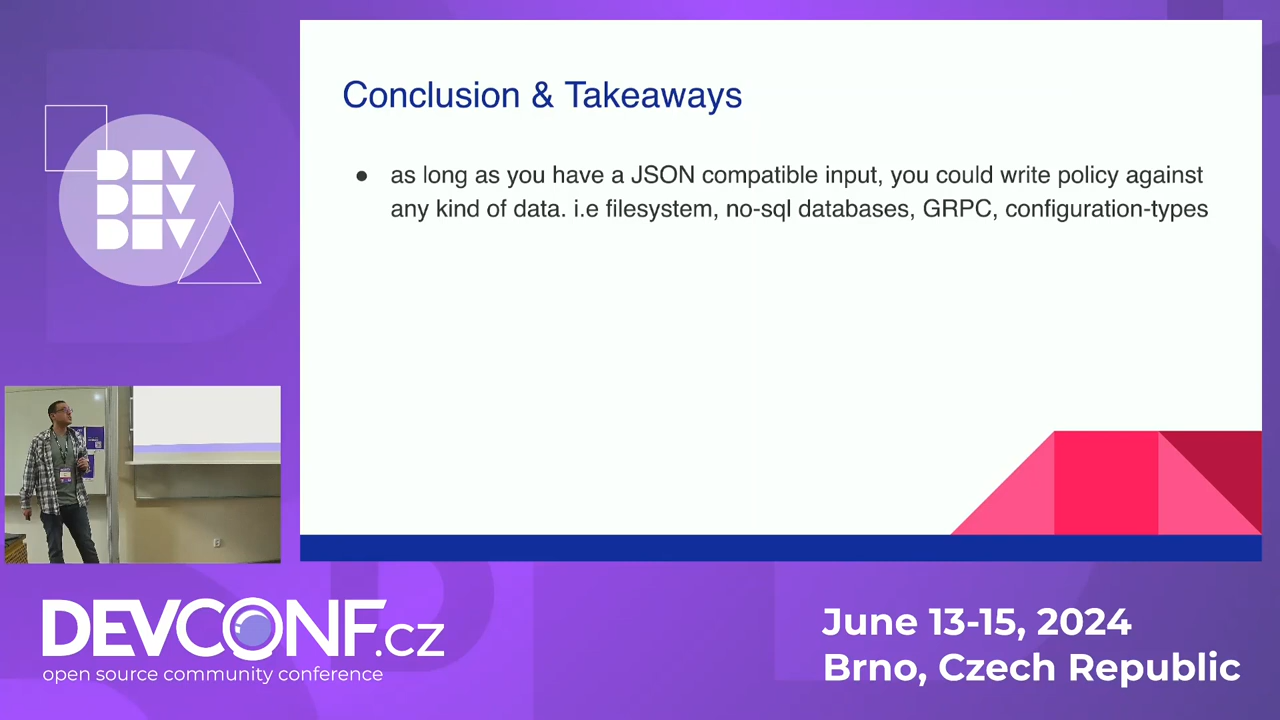 DEV
DEV
DEV
Conclusion & Takeaways
● as long as you have a JSON compatible input, you could write policy against
any kind of data. i.e filesystem, no-sql databases, GRPC, configuration-types
DEVCONF.cz
open source community conference
June 13-15, 2024
Brno, Czech Republic